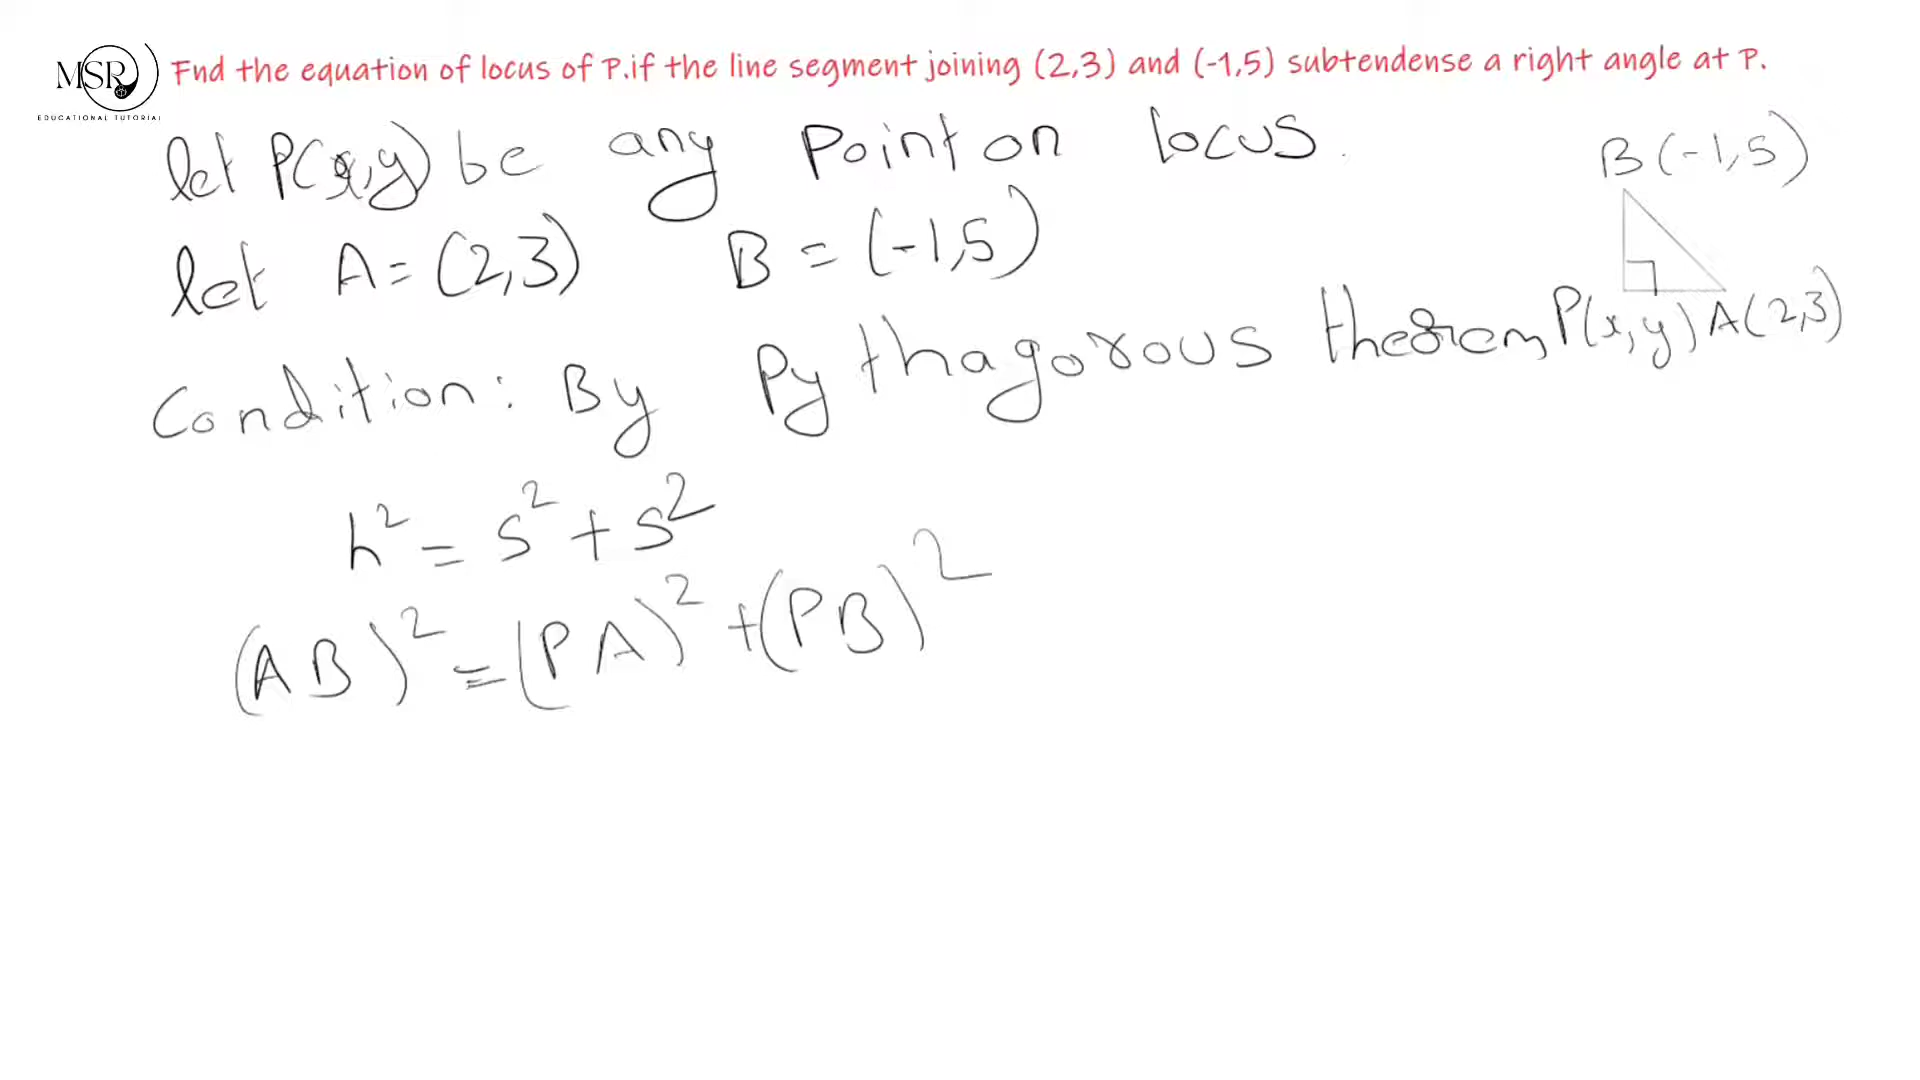 MSR
EDUCATIONAL TUTORIAL
Fnd the equation of locus of P.if the line segment joining (2,3) and (-1,5) subtendense a right angle at P.
let P(x,y) be any Point on locus.
B(-1,5)
let A = (2,3) B = (-1,5)
P(x,y) A(2,3)
Condition: By Pythagorous theorem
h² = s² + s²
(AB)² = (PA)² + (PB)²